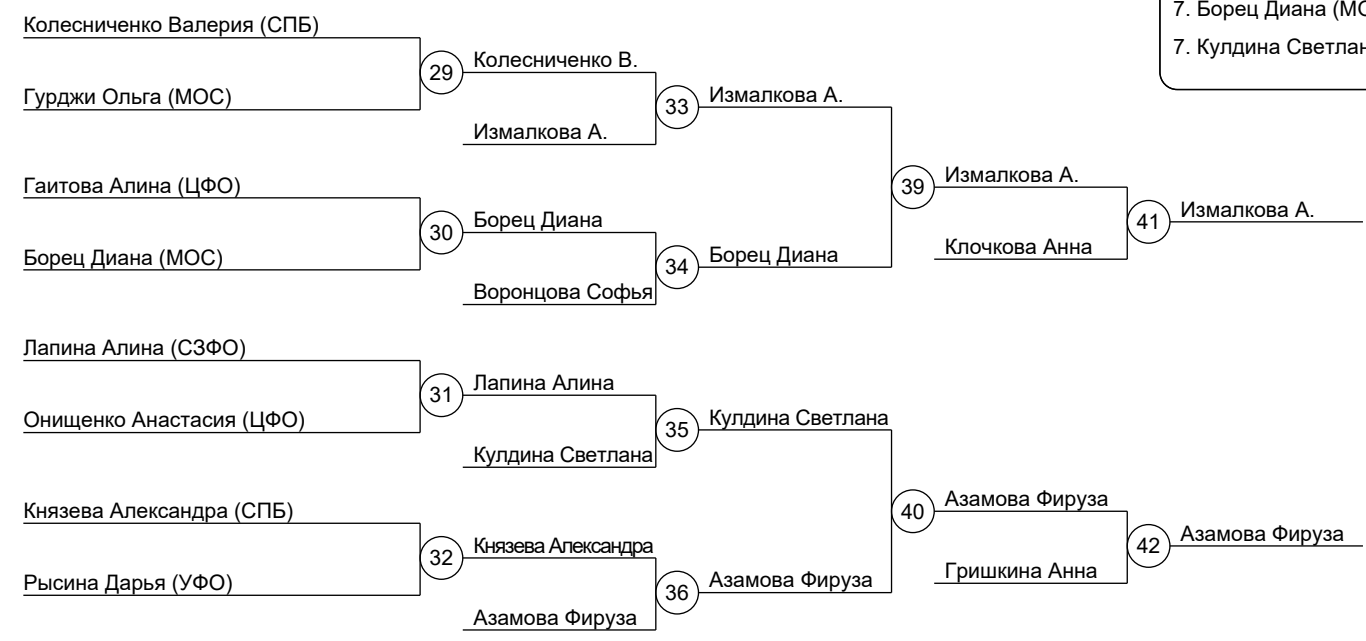 Колесниченко Валерия (СПБ)
7. Борец Диана (МО
7. Кулдина Светлан
29
Колесниченко В.
Гурджи Ольга (МОС)
33
Измалкова А.
Измалкова А.
Гаитова Алина (ЦФО)
39
Измалкова А.
30
Борец Диана
41
Измалкова А.
Борец Диана (МОС)
34
Борец Диана
Клочкова Анна
Воронцова Софья
Лапина Алина (СЗФО)
31
Лапина Алина
Онищенко Анастасия (ЦФО)
35
Кулдина Светлана
Кулдина Светлана
Князева Александра (СПБ)
40
Азамова Фируза
32
Князева Александра
42
Азамова Фируза
Рысина Дарья (УФО)
36
Азамова Фируза
Гришкина Анна
Азамова Фируза